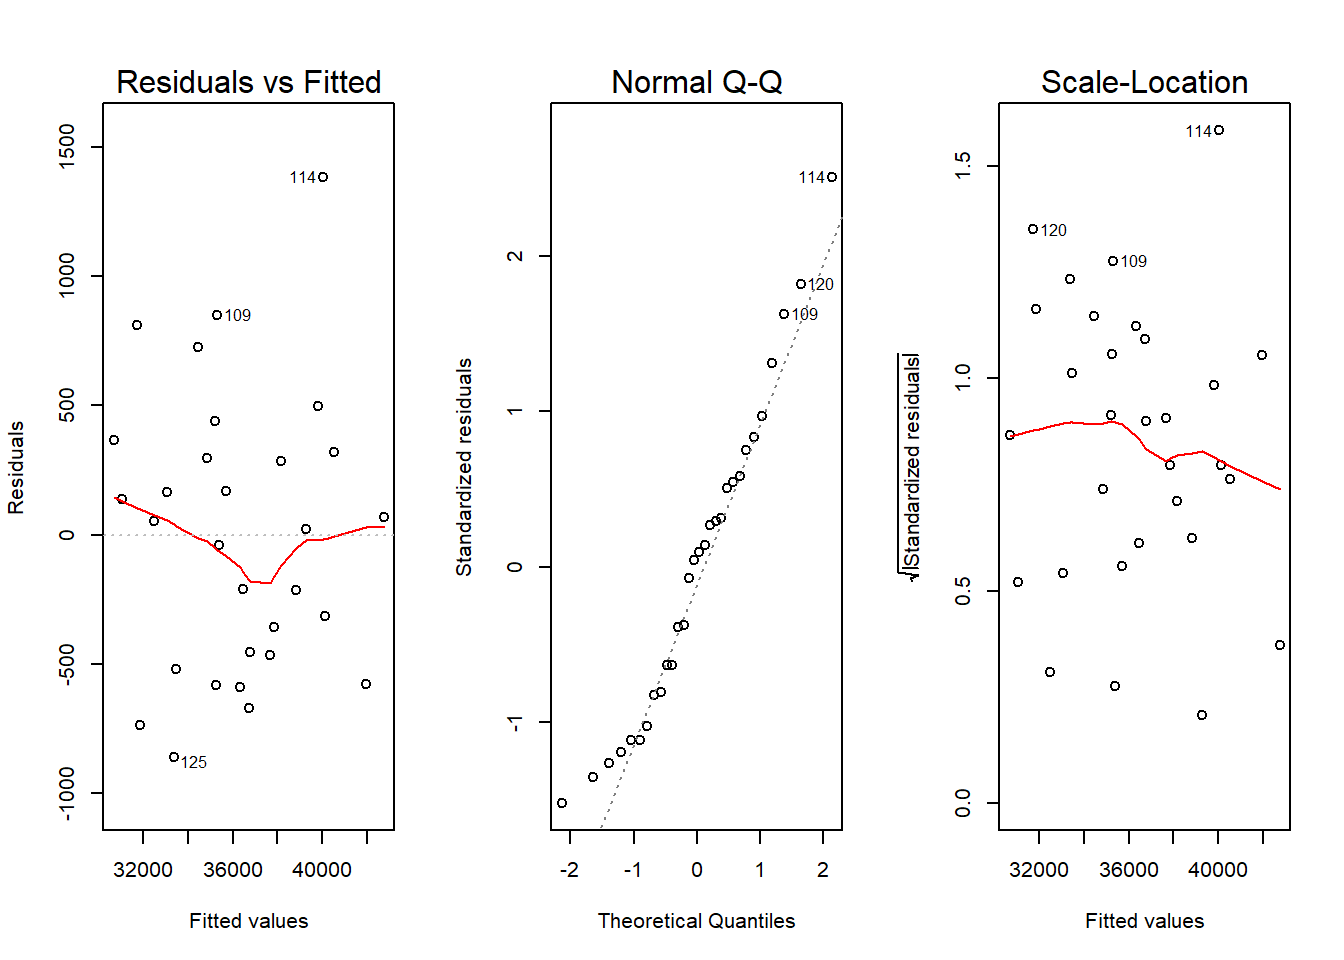 Residuals vs Fitted
Residuals
1500
1000
500
0
-500
-1000
114
109
125
32000 36000 40000
Fitted values
Normal Q-Q
Standardized residuals
2
1
0
-1
114
120
109
-2 -1 0 1 2
Theoretical Quantiles
Scale-Location
√|Standardized residuals|
1.5
1.0
0.5
0.0
114
120
109
32000 36000 40000
Fitted values